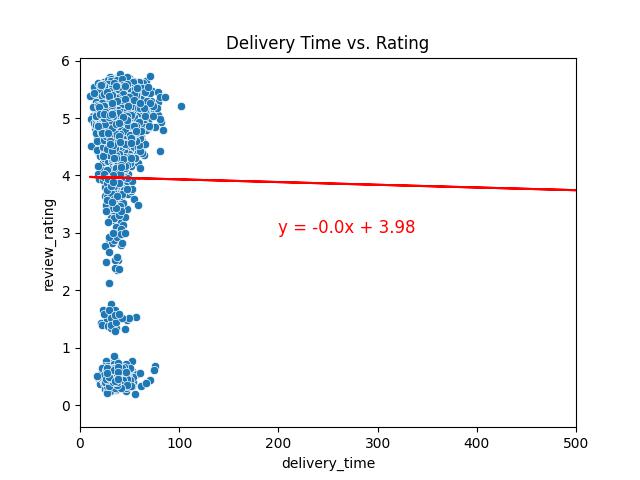 Delivery Time vs. Rating
6
5
4
3
2
1
0
review_rating
y = -0.0x + 3.98
0 100 200 300 400 500
delivery_time